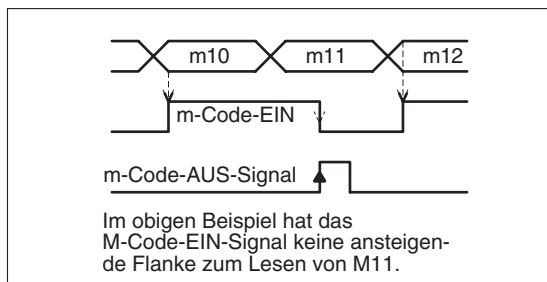 m10 m11 m12
m-Code-EIN
m-Code-AUS-Signal
Im obigen Beispiel hat das
M-Code-EIN-Signal keine ansteigen-
de Flanke zum Lesen von M11.